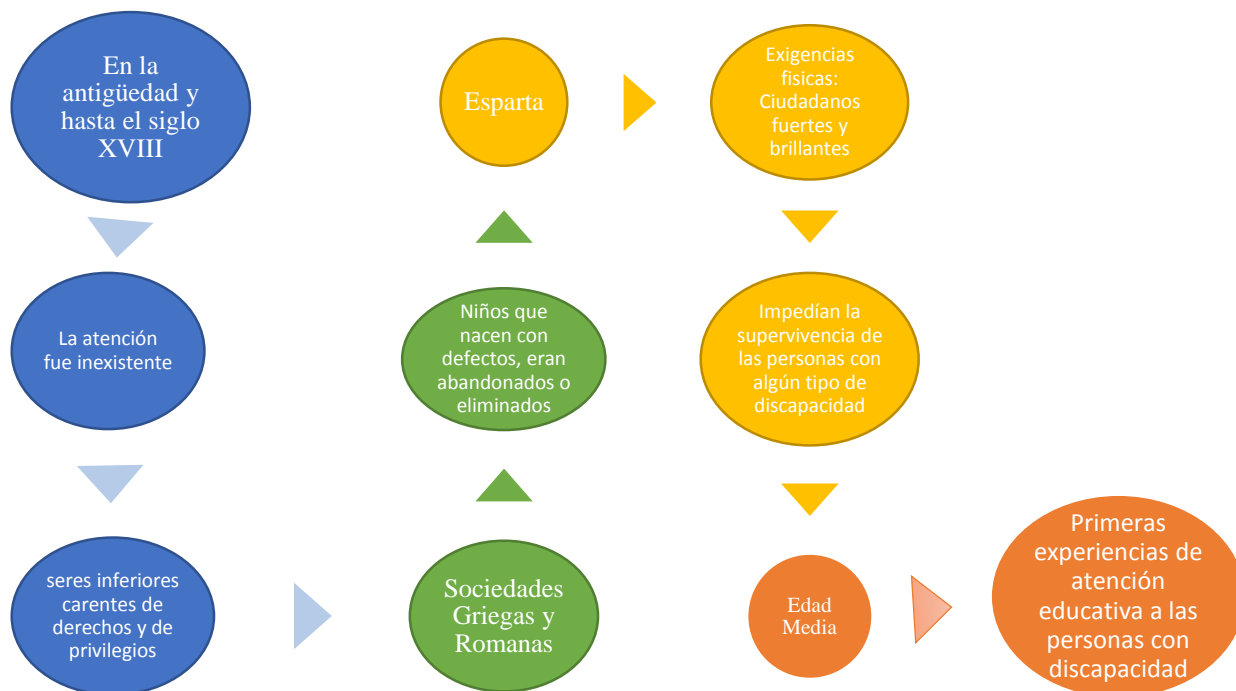 En la
antigüedad y
hasta el siglo
XVIII
La atención
fue inexistente
seres inferiores
carentes de
derechos y de
privilegios
Sociedades
Griegas y
Romanas
Niños que
nacen con
defectos, eran
abandonados o
eliminados
Esparta
Exigencias
fisicas:
Ciudadanos
fuertes y
brillantes
Impedían la
supervivencia de
las personas con
algún tipo de
discapacidad
Edad
Media
Primeras
experiencias de
atención
educativa a las
personas con
discapacidad